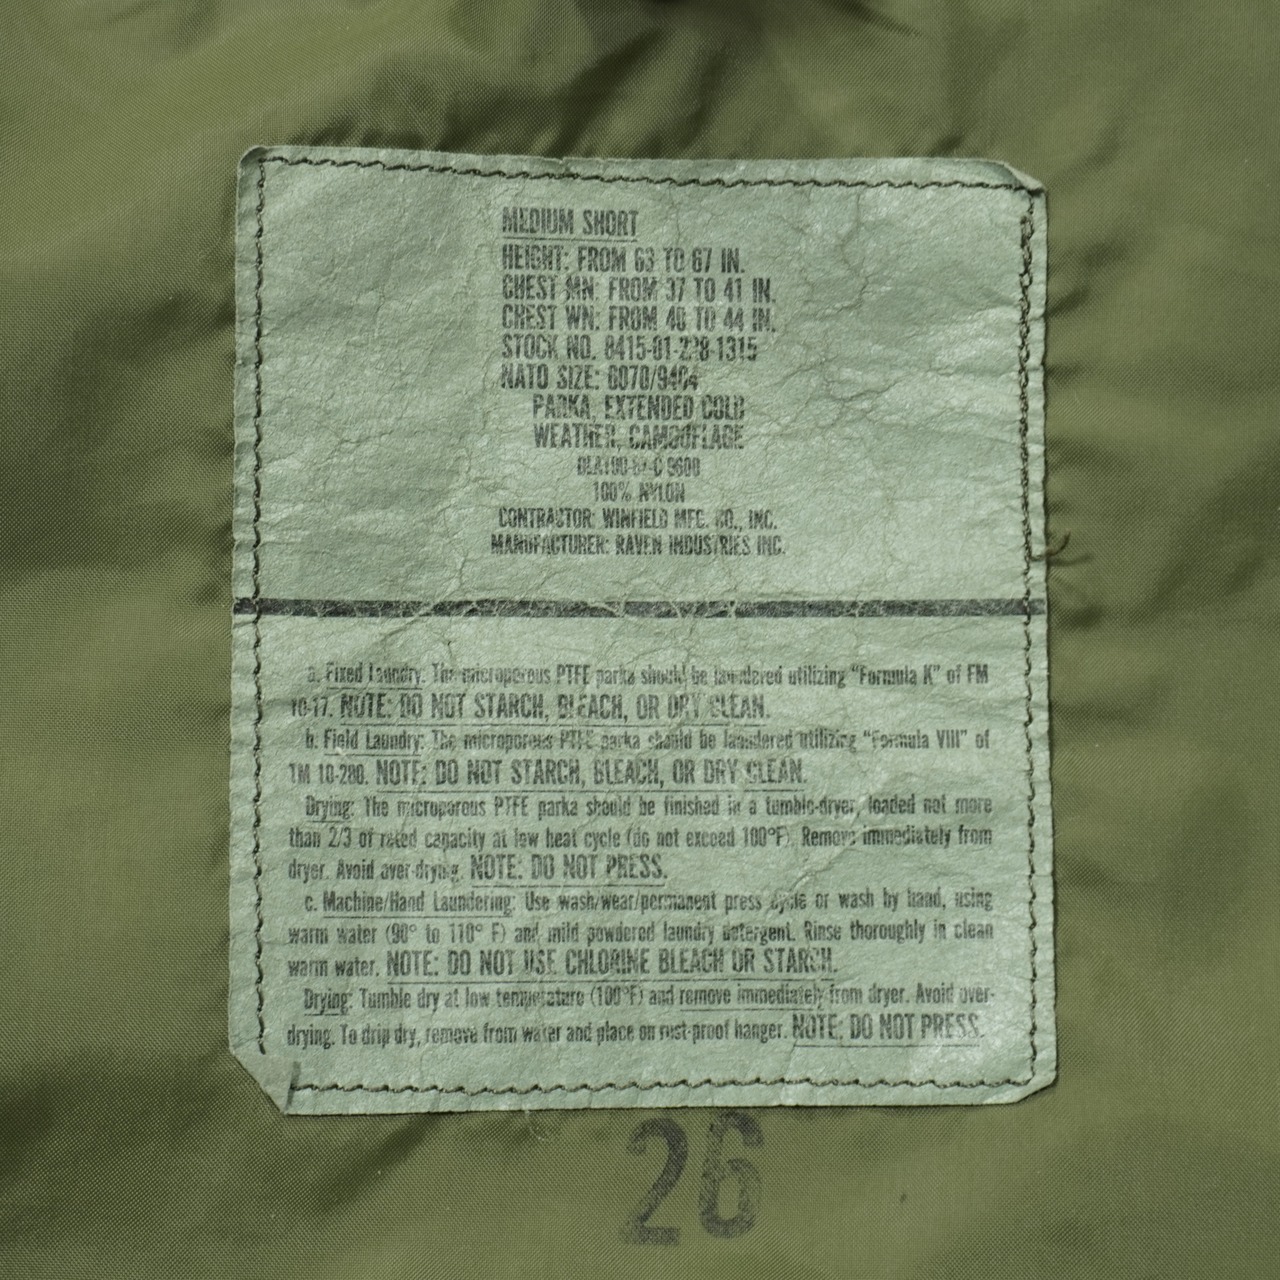 MEDIUM SHORT
HEIGHT: FROM 63 TO 67 IN.
CHEST MN: FROM 37 TO 41 IN.
CREST WN: FROM 40 TO 44 IN.
STOCK NO. 8415-01-228-1315
NATO SIZE: 6070/9404
PARKA, EXTENDED COLD
WEATHER, CAMOUFLAGE
DLA100-87-C 9600
100% NYLON
CONTRACTOR: WINFIELD MFG. CO., INC.
MANUFACTURER: RAVEN INDUSTRIES INC.
a. Fixed Laundry: The microporous PTFE parka should be laundered utilizing "Formula K" of FM
10-17. NOTE: DO NOT STARCH, BLEACH, OR DRY CLEAN.
b. Field Laundry: The microporous PTFE parka should be laundered utilizing "Formula VIII" of
TM 10-280. NOTE: DO NOT STARCH, BLEACH, OR DRY CLEAN.
Drying: The microporous PTFE parka should be finished in a tumble-dryer, loaded not more
than 2/3 of rated capacity at low heat cycle (do not exceed 100°F). Remove immediately from
dryer. Avoid over-drying. NOTE: DO NOT PRESS.
c. Machine/Hand Laundering: Use wash/wear/permanent press cycle or wash by hand, using
warm water (90° to 110° F) and mild powdered laundry detergent. Rinse thoroughly in clean
warm water. NOTE: DO NOT USE CHLORINE BLEACH OR STARCH.
Drying: Tumble dry at low temperature (100°F) and remove immediately from dryer. Avoid over-
drying. To drip dry, remove from water and place on rust-proof hanger. NOTE: DO NOT PRESS.
26